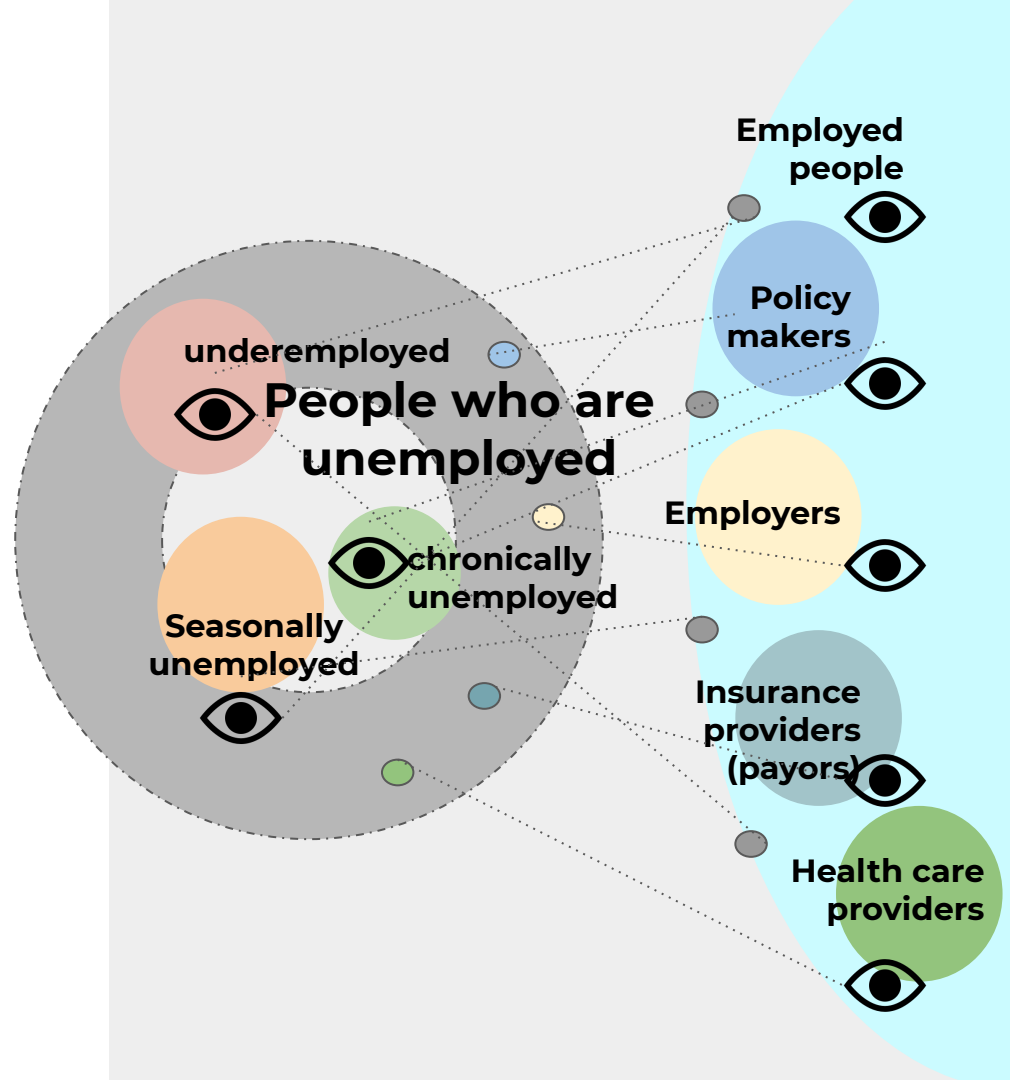 Employed
people
Policy
makers
underemployed
People who are
unemployed
Employers
chronically
unemployed
Seasonally
unemployed
Insurance
providers
(payors)
Health care
providers